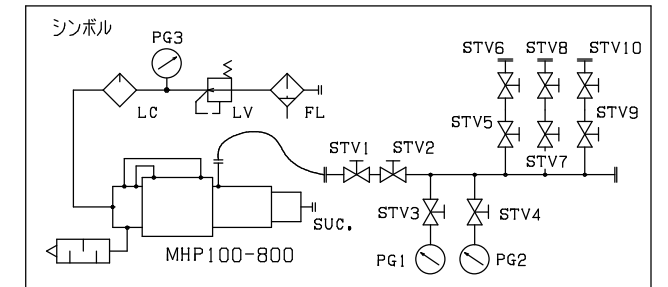 シンボル
PG3
STV6 STV8 STV10
LC LV FL
STV1 STV2
STV5 STV9
STV7
STV3 STV4
SUC.
MHP100-800
PG1 PG2